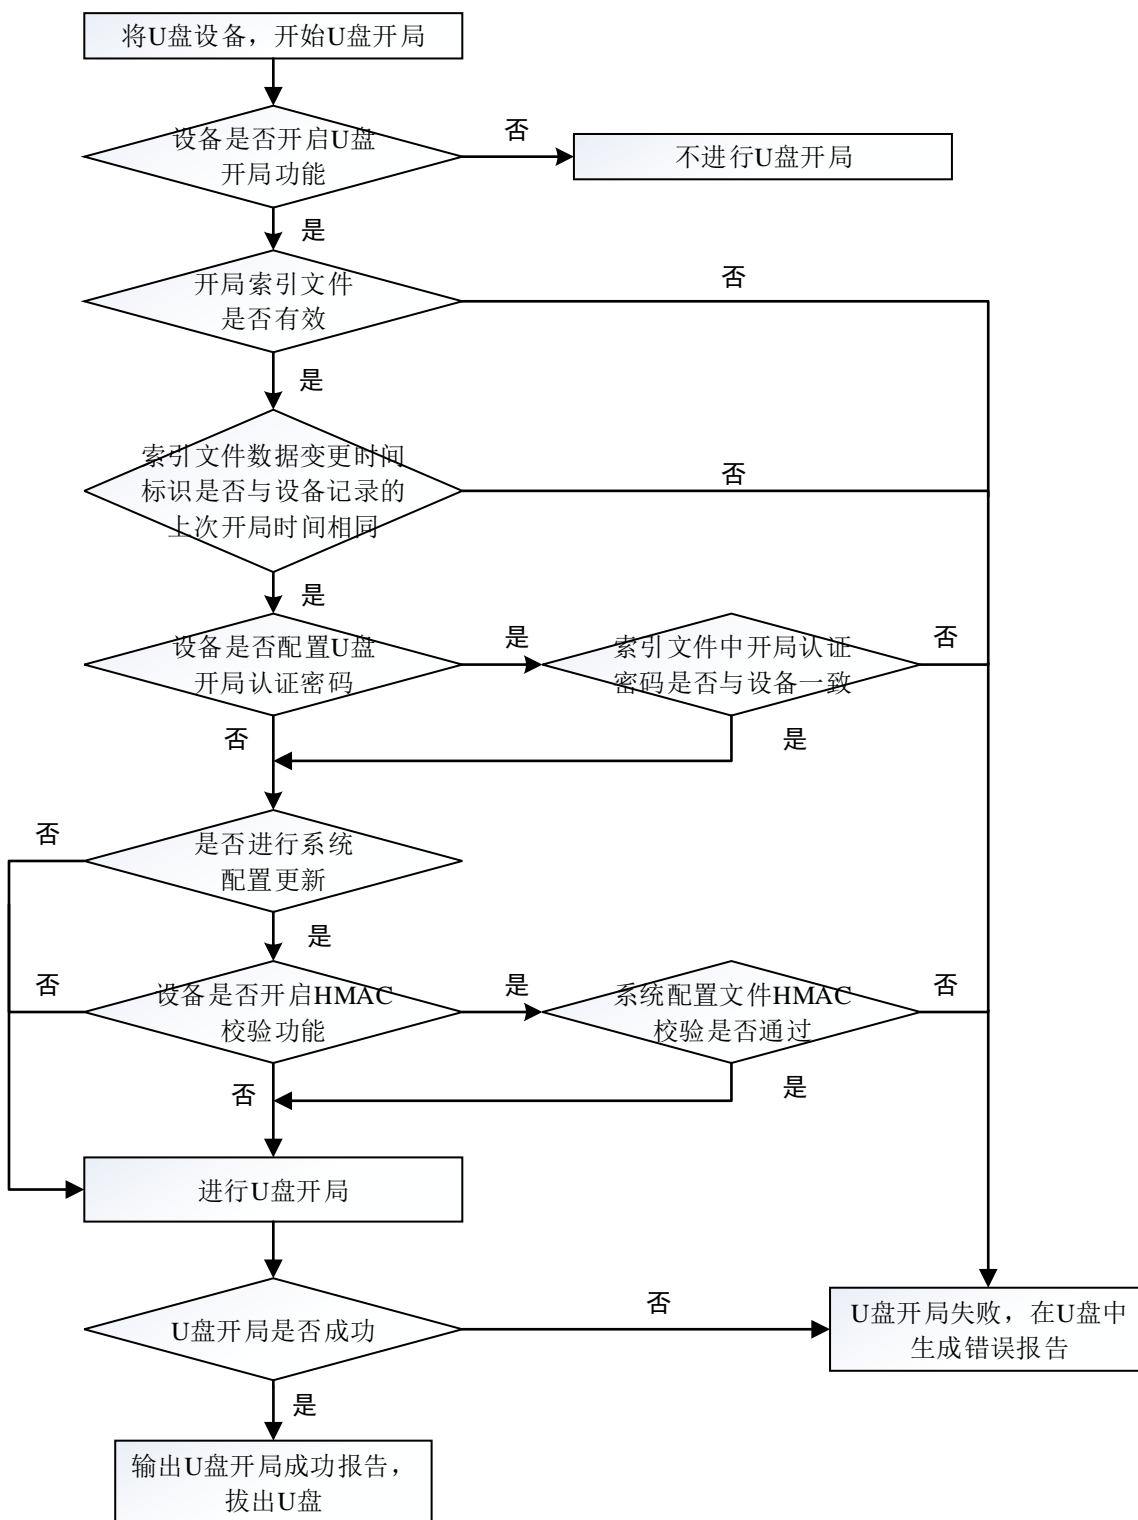 将U盘设备，开始U盘开局
设备是否开启U盘
开局功能
否
不进行U盘开局
是
开局索引文件
是否有效
否
是
索引文件数据变更时间
标识是否与设备记录的
上次开局时间相同
否
是
设备是否配置U盘
开局认证密码
是
索引文件中开局认证
密码是否与设备一致
否
否
是
否
是否进行系统
配置更新
是
否
设备是否开启HMAC
校验功能
是
系统配置文件HMAC
校验是否通过
否
否
是
进行U盘开局
U盘开局是否成功
否
U盘开局失败，在U盘中
生成错误报告
是
输出U盘开局成功报告，
拔出U盘